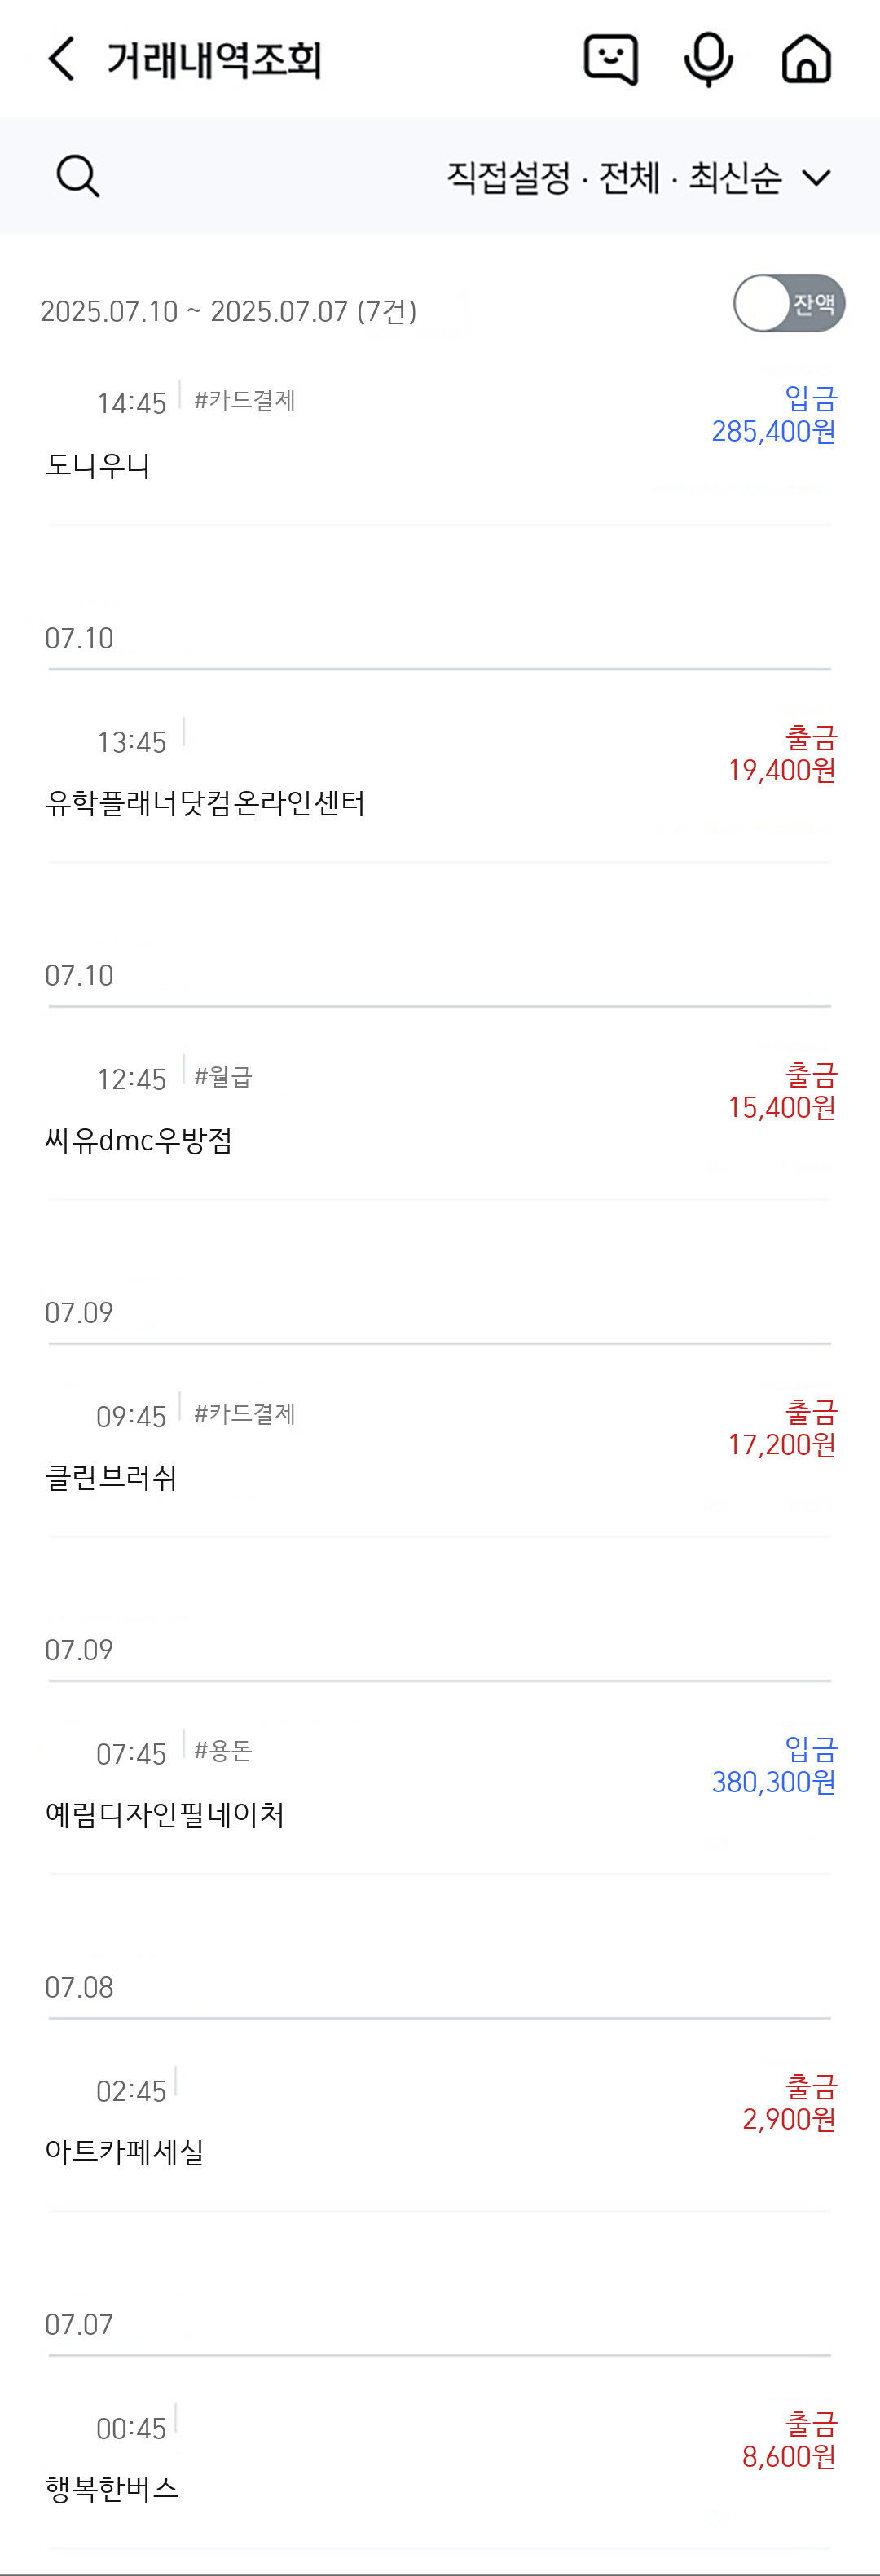 거래내역조회
직접설정 · 전체 · 최신순
2025.07.10 ~ 2025.07.07 (7건)
잔액
14:45 #카드결제
입금
285,400원
도니우니
07.10
13:45
출금
19,400원
유학플래너닷컴온라인센터
07.10
12:45 #월급
출금
15,400원
씨유dmc우방점
07.09
09:45 #카드결제
출금
17,200원
클린브러쉬
07.09
07:45 #용돈
입금
380,300원
예림디자인필네이처
07.08
02:45
출금
2,900원
아트카페세실
07.07
00:45
출금
8,600원
행복한버스